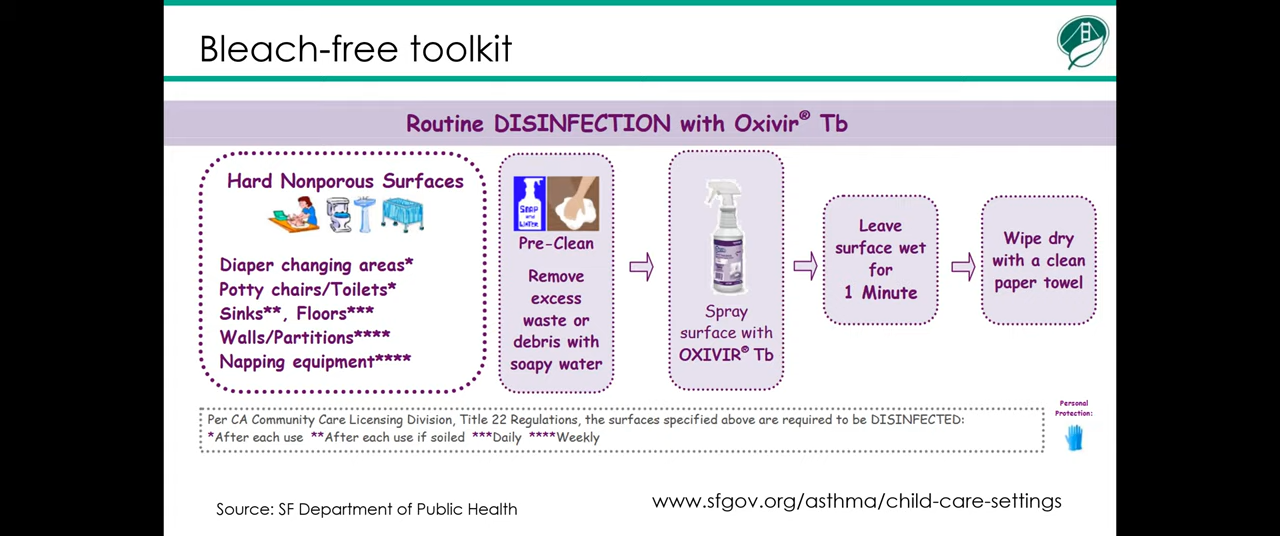 Bleach-free toolkit
Routine DISINFECTION with Oxivir® Tb
Hard Nonporous Surfaces
Diaper changing areas*
Potty chairs/Toilets*
Sinks**, Floors***
Walls/Partitions****
Napping equipment****
SOAP
and
WATER
Pre-Clean
Remove
excess
waste or
debris with
soapy water
Spray
surface with
OXIVIR® Tb
Leave
surface wet
for
1 Minute
Wipe dry
with a clean
paper towel
Per CA Community Care Licensing Division, Title 22 Regulations, the surfaces specified above are required to be DISINFECTED:
*After each use **After each use if soiled ***Daily ****Weekly
Personal
Protection:
Source: SF Department of Public Health
www.sfgov.org/asthma/child-care-settings